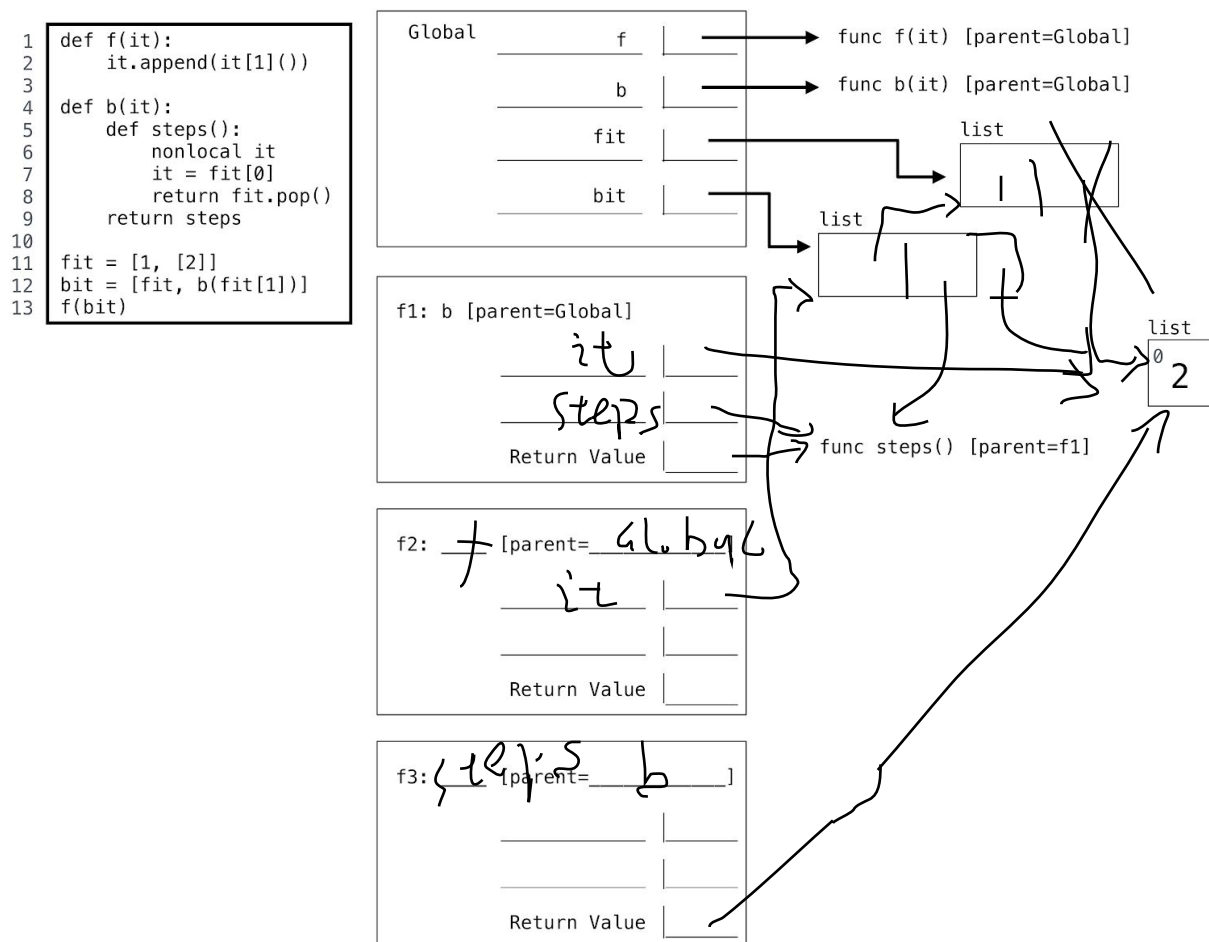 1 def f(it):
2     it.append(it[1]())
3
4 def b(it):
5     def steps():
6         nonlocal it
7         it = fit[0]
8         return fit.pop()
9     return steps
10
11 fit = [1, [2]]
12 bit = [fit, b(fit[1])]
13 f(bit)
Global
f
func f(it) [parent=Global]
b
func b(it) [parent=Global]
fit
list
1
bit
list
f1: b [parent=Global]
it
list
0
2
steps
Return Value
func steps() [parent=f1]
f2: f [parent=Global
it
Return Value
f3: steps [parent= b ]
Return Value